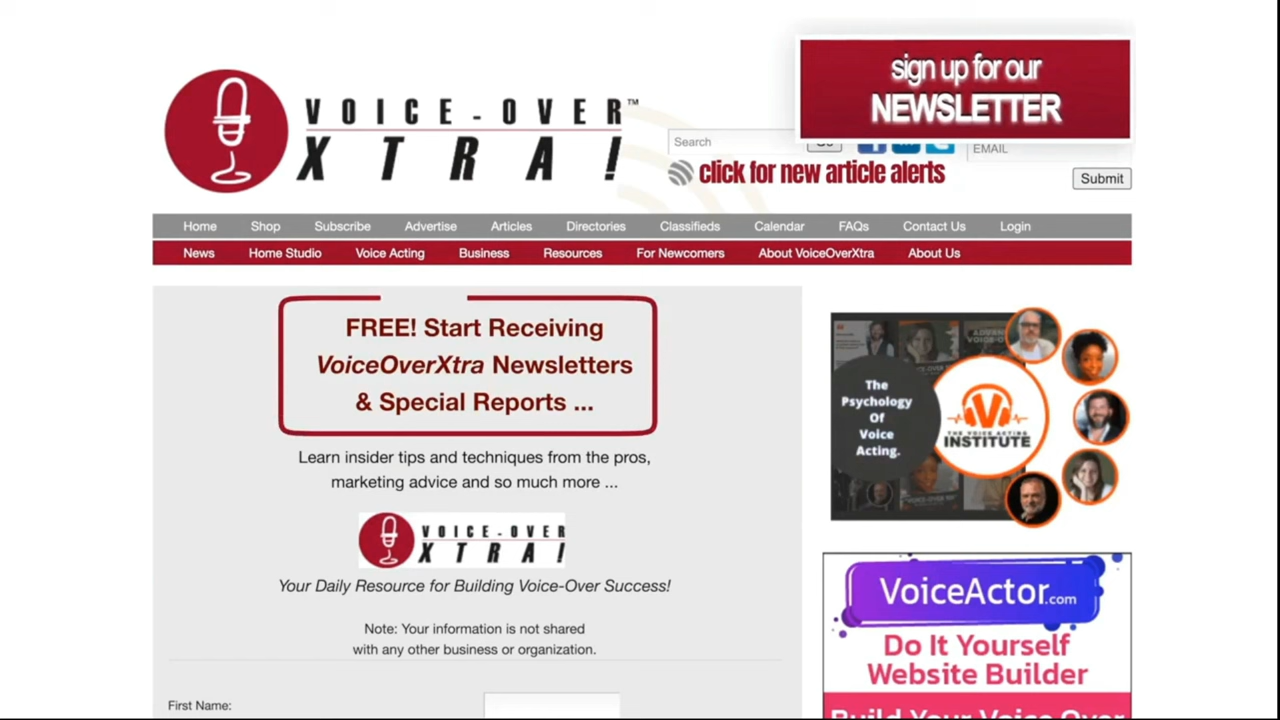 sign up for our
NEWSLETTER
VOICE-OVER™
XTRA!
Search
EMAIL
click for new article alerts
Submit
Home Shop Subscribe Advertise Articles Directories Classifieds Calendar FAQs Contact Us Login
News Home Studio Voice Acting Business Resources For Newcomers About VoiceOverXtra About Us
FREE! Start Receiving
VoiceOverXtra Newsletters
& Special Reports ...
Learn insider tips and techniques from the pros,
marketing advice and so much more ...
VOICE-OVER
XTRA!
Your Daily Resource for Building Voice-Over Success!
Note: Your information is not shared
with any other business or organization.
First Name:
The
Psychology
Of
Voice
Acting.
THE VOICE ACTING
INSTITUTE
VoiceActor.com
Do It Yourself
Website Builder
Build Your Voice Over